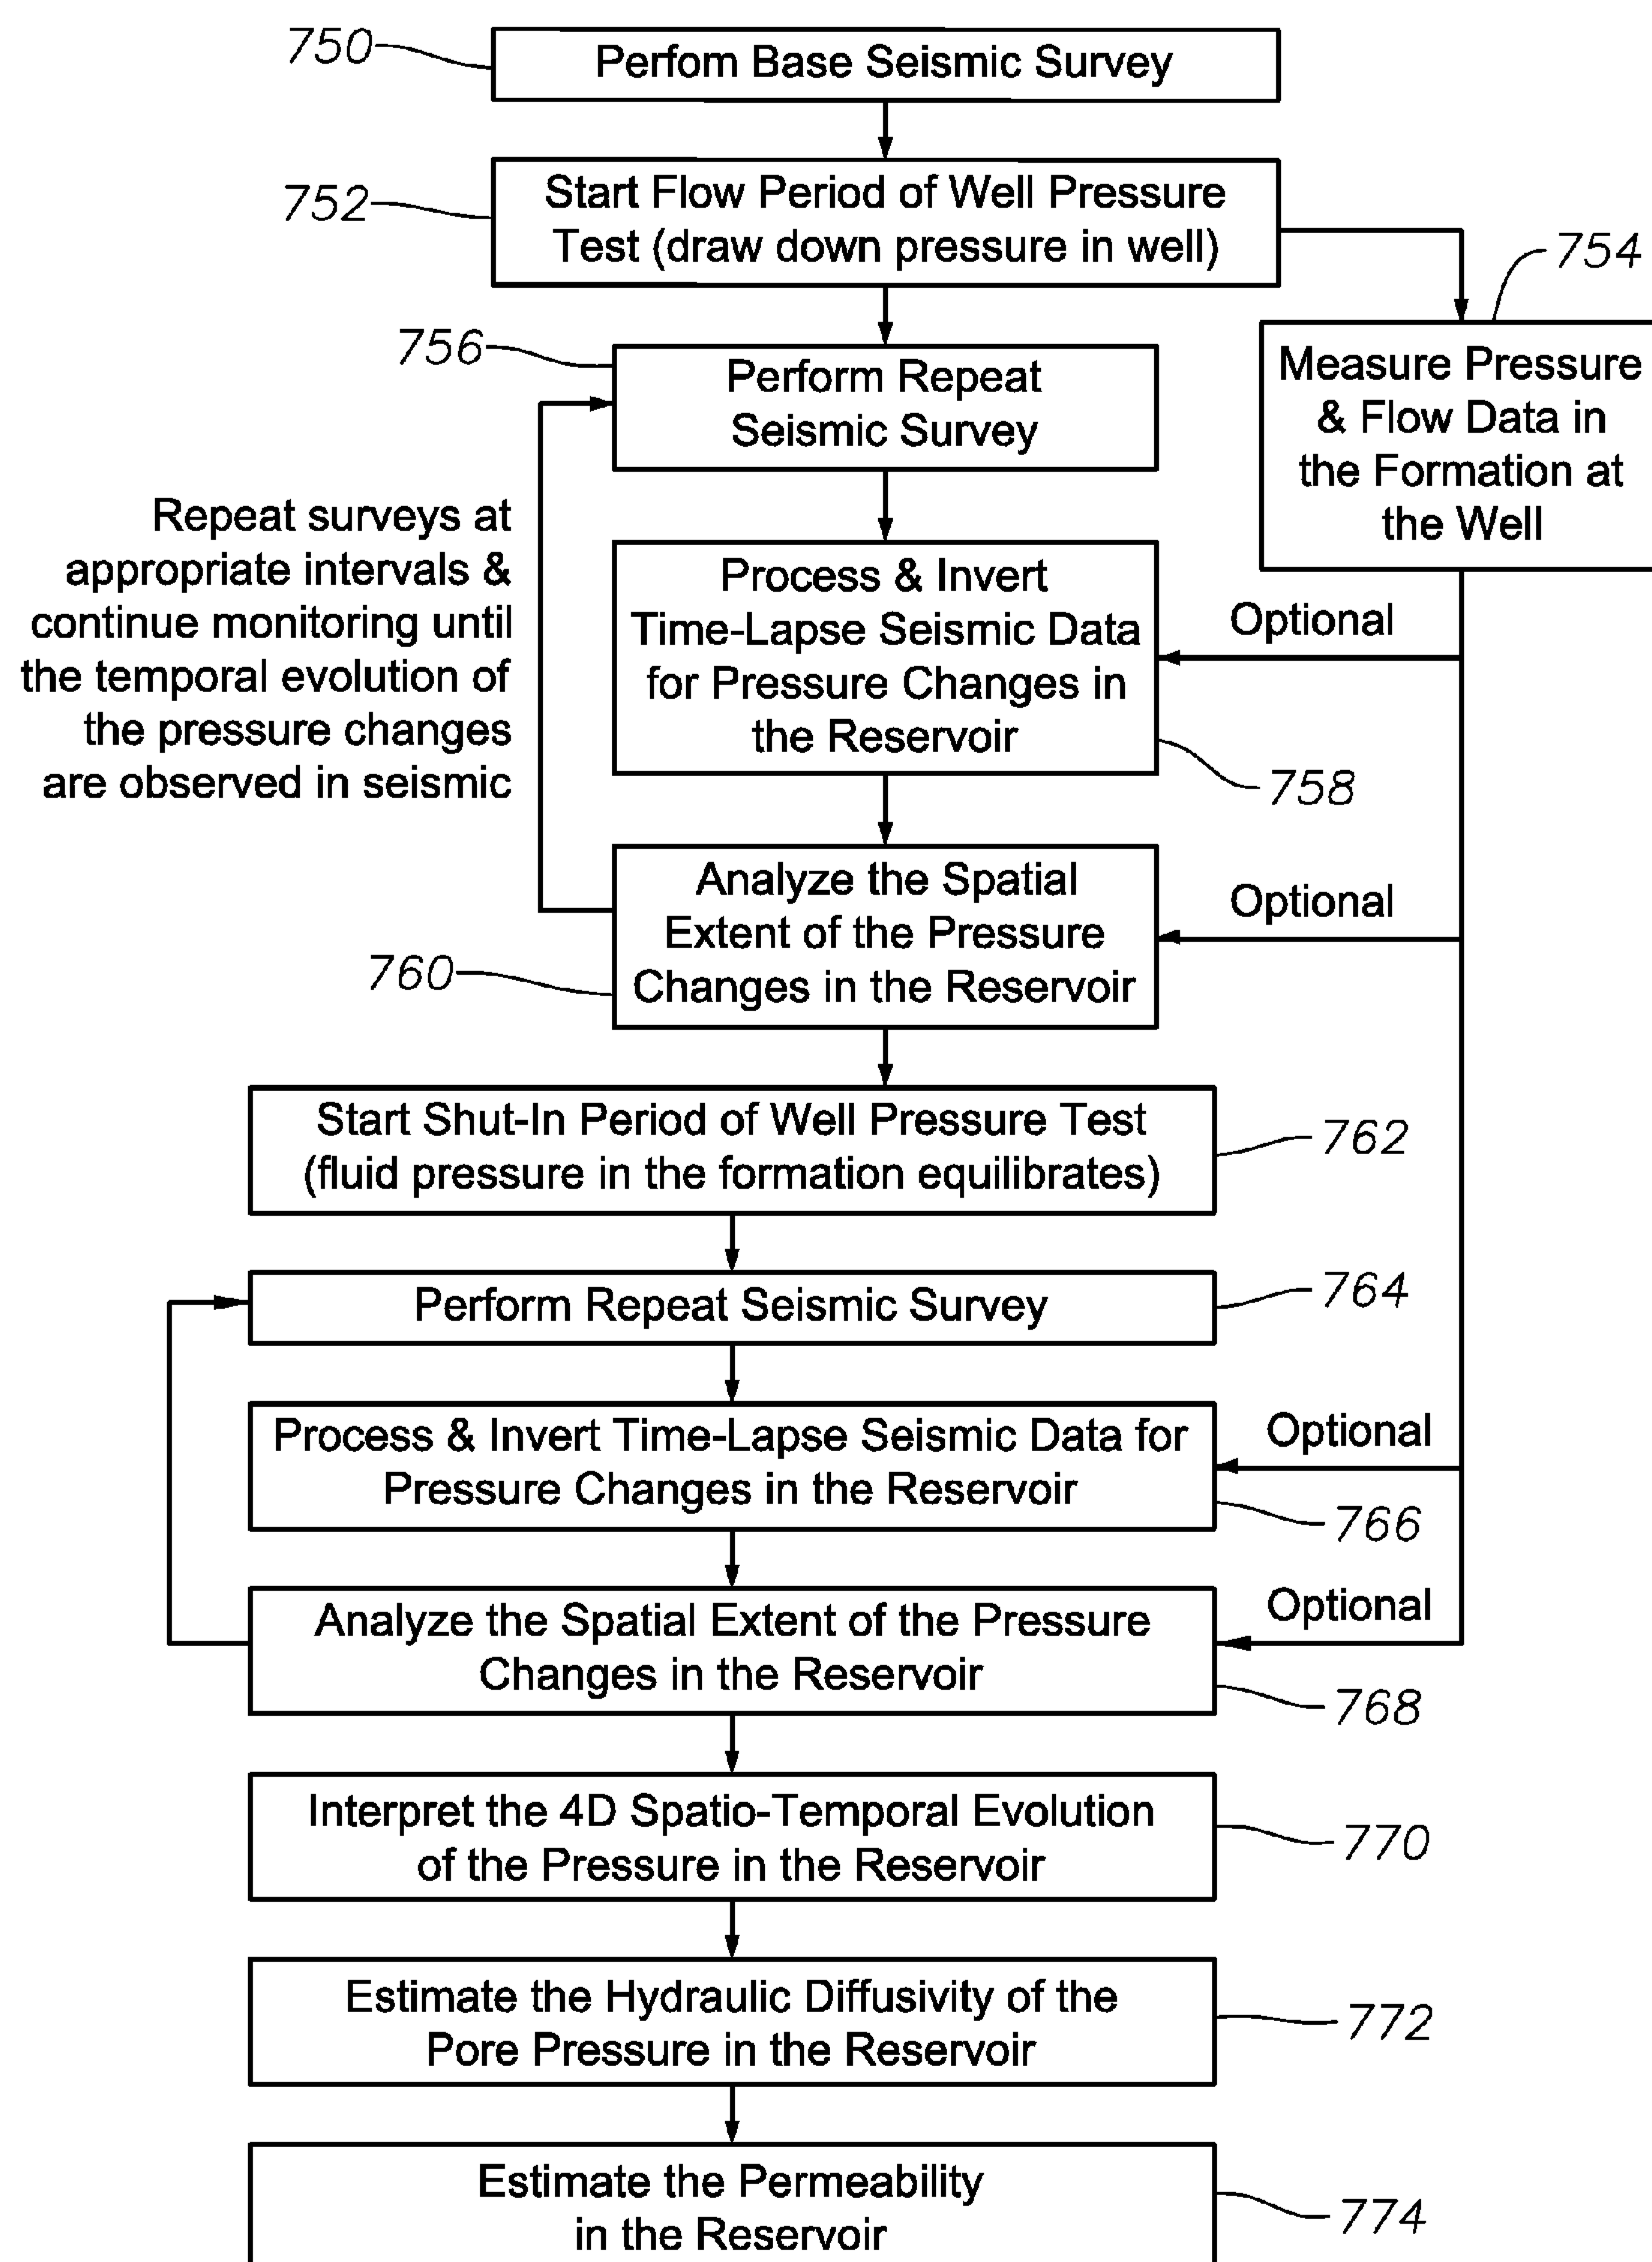 750
Perfom Base Seismic Survey
752
Start Flow Period of Well Pressure
Test (draw down pressure in well)
754
Measure Pressure
& Flow Data in
the Formation at
the Well
756
Perform Repeat
Seismic Survey
Repeat surveys at
appropriate intervals &
continue monitoring until
the temporal evolution of
the pressure changes
are observed in seismic
Process & Invert
Time-Lapse Seismic Data
for Pressure Changes in
the Reservoir
Optional
758
Analyze the Spatial
Extent of the Pressure
Changes in the Reservoir
Optional
760
Start Shut-In Period of Well Pressure Test
(fluid pressure in the formation equilibrates)
762
Perform Repeat Seismic Survey
764
Process & Invert Time-Lapse Seismic Data for
Pressure Changes in the Reservoir
Optional
766
Analyze the Spatial Extent of the Pressure
Changes in the Reservoir
Optional
768
Interpret the 4D Spatio-Temporal Evolution
of the Pressure in the Reservoir
770
Estimate the Hydraulic Diffusivity of the
Pore Pressure in the Reservoir
772
Estimate the Permeability
in the Reservoir
774